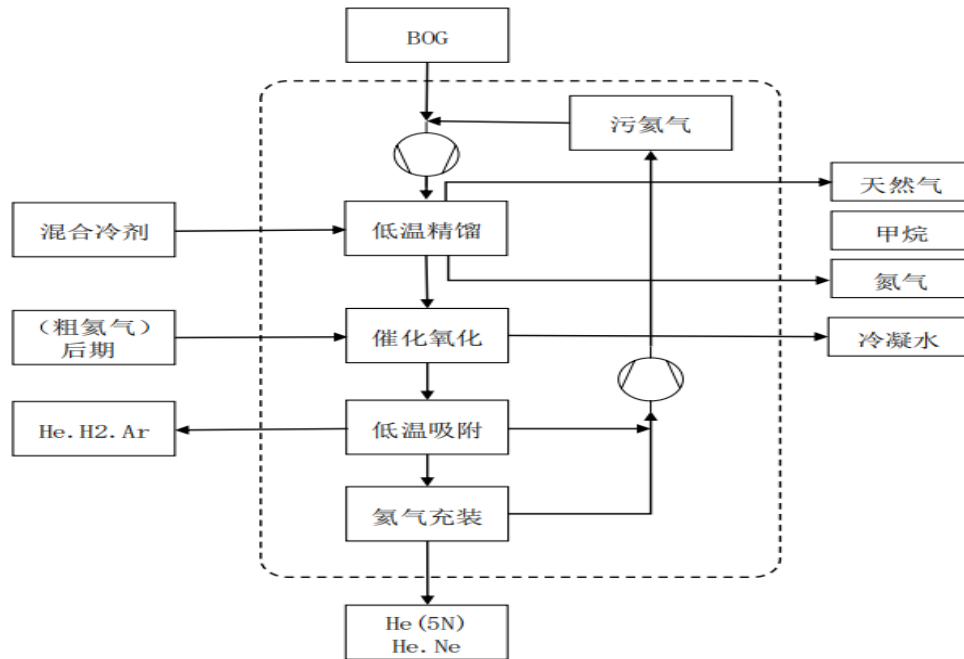 BOG
污氦气
天然气
混合冷剂
低温精馏
甲烷
氮气
（粗氦气）
后期
催化氧化
冷凝水
He.H2.Ar
低温吸附
氦气充装
He(5N)
He.Ne